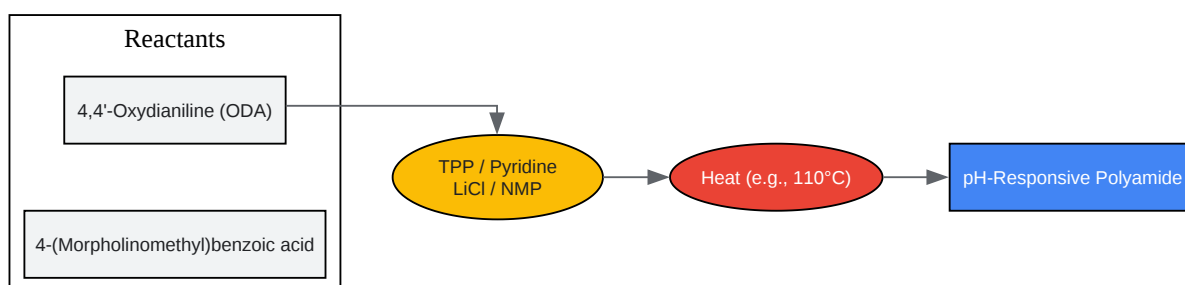 Reactants
4,4'-Oxydianiline (ODA)
4-(Morpholinomethyl)benzoic acid
TPP / Pyridine
LiCl / NMP
Heat (e.g., 110°C)
pH-Responsive Polyamide